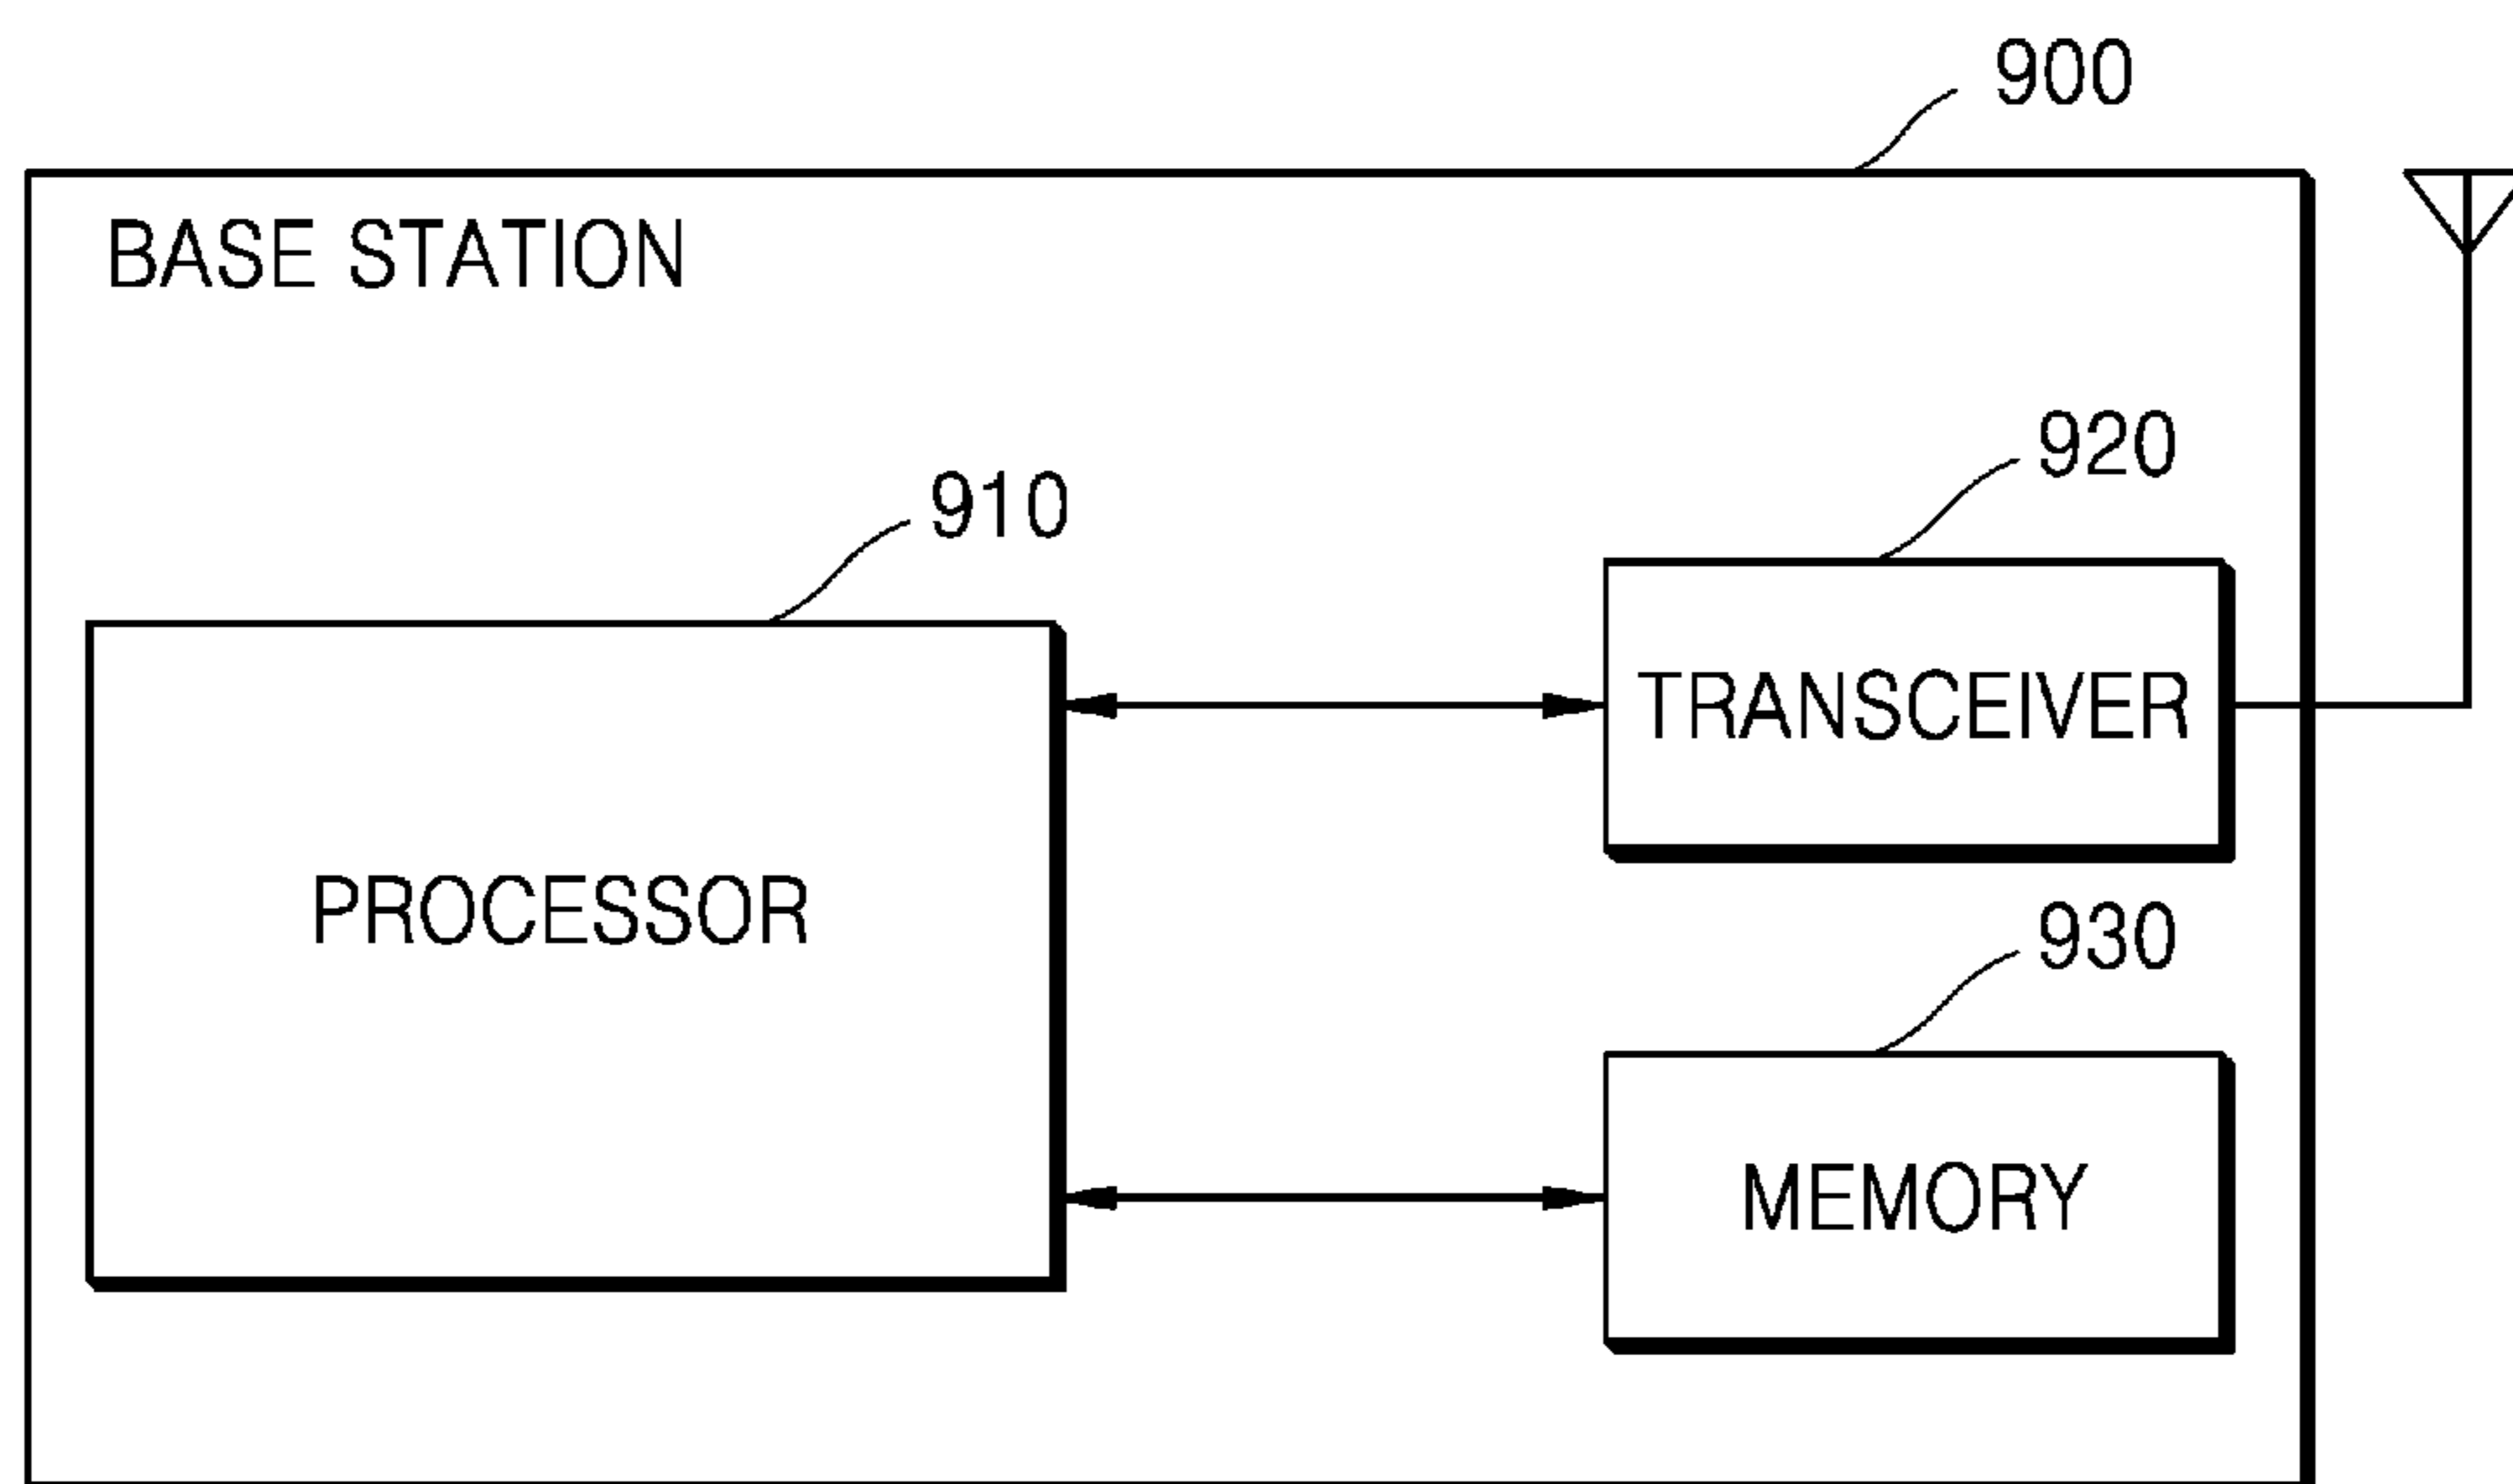 900
BASE STATION
920
910
TRANSCEIVER
PROCESSOR
930
MEMORY